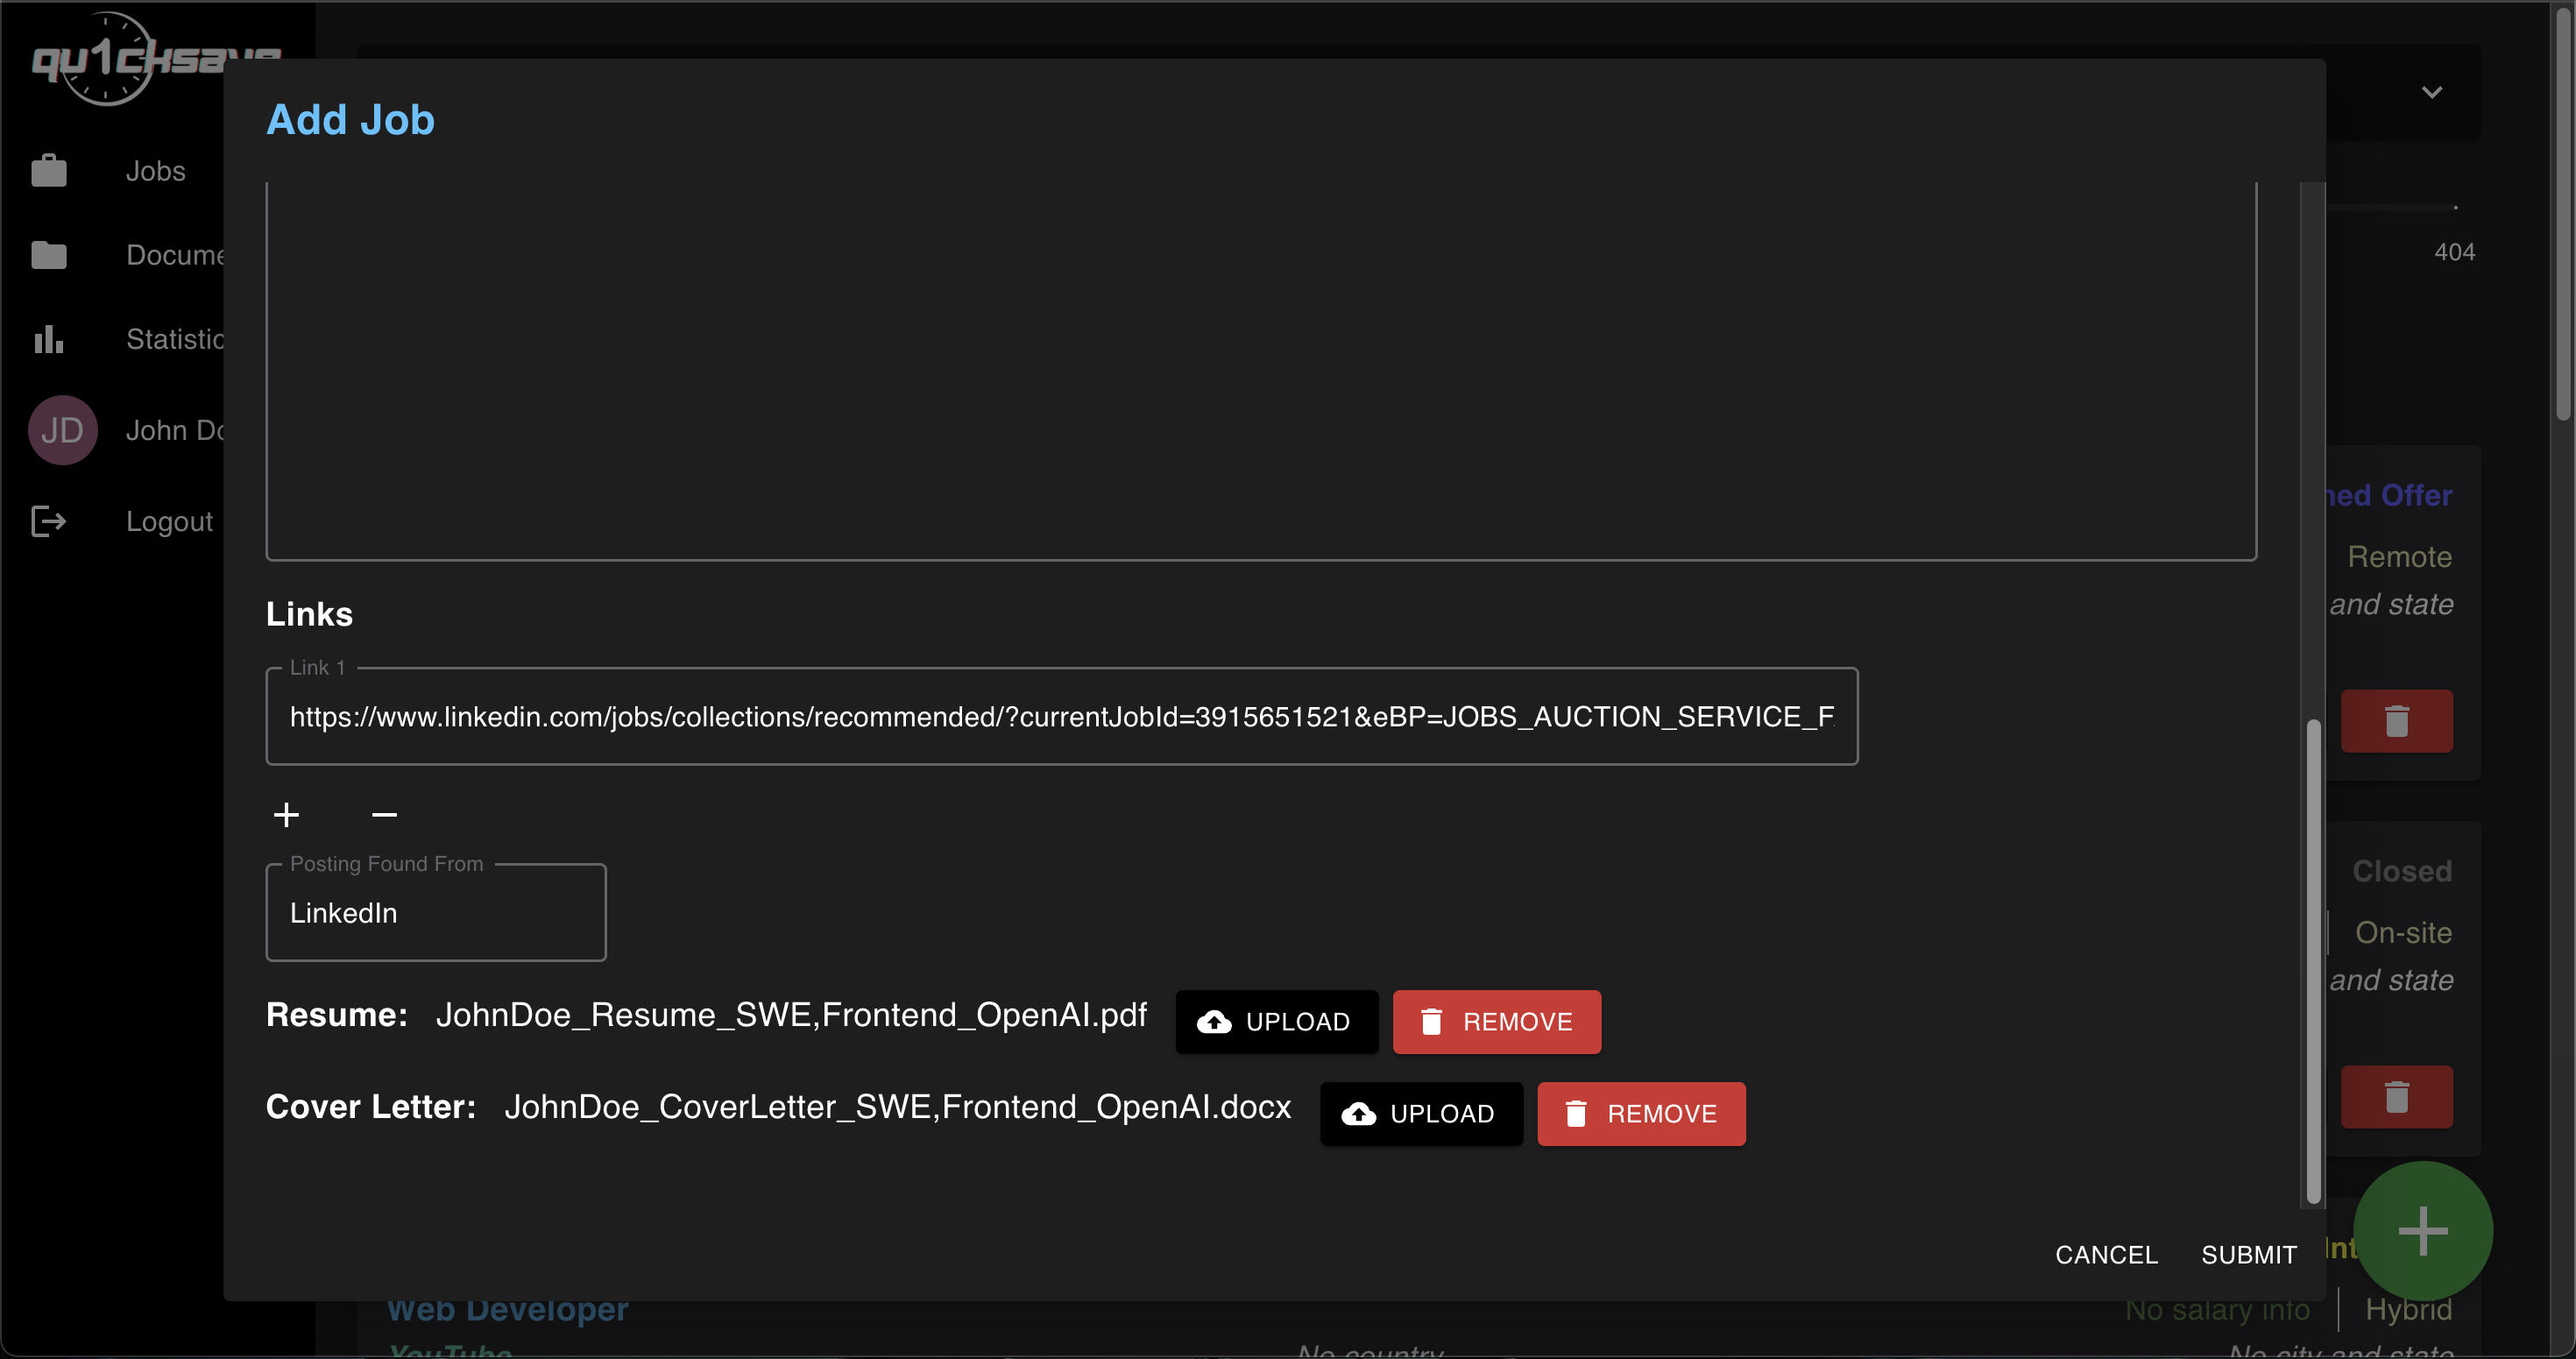 qu1cksave
Add Job
Jobs
404
Docume
Statistic
JD
John Do
ned Offer
Logout
Remote
and state
Links
Link 1
https://www.linkedin.com/jobs/collections/recommended/?currentJobId=3915651521&eBP=JOBS_AUCTION_SERVICE_F
+ −
Posting Found From
Closed
LinkedIn
On-site
and state
Resume: JohnDoe_Resume_SWE,Frontend_OpenAI.pdf UPLOAD REMOVE
Cover Letter: JohnDoe_CoverLetter_SWE,Frontend_OpenAI.docx UPLOAD REMOVE
CANCEL SUBMIT
Int
+
Web Developer
No salary info
Hybrid
YouTube
No country
No city and state